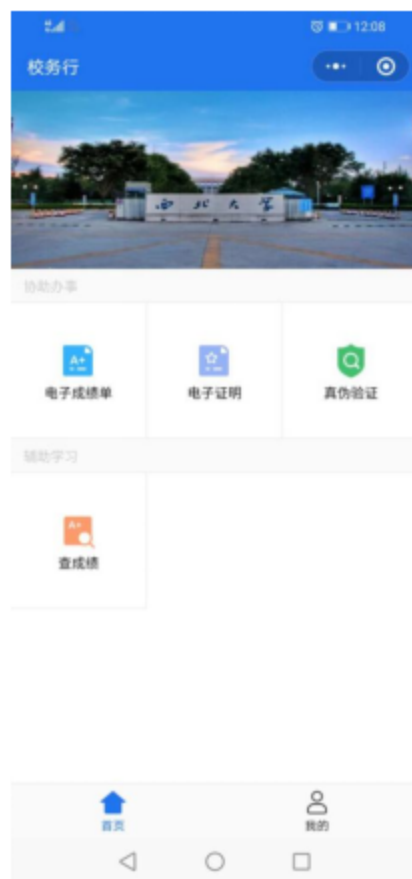 12:08
校务行
西北大学
协助办事
A+
电子成绩单
电子证明
真伪验证
辅助学习
A+
查成绩
首页
我的